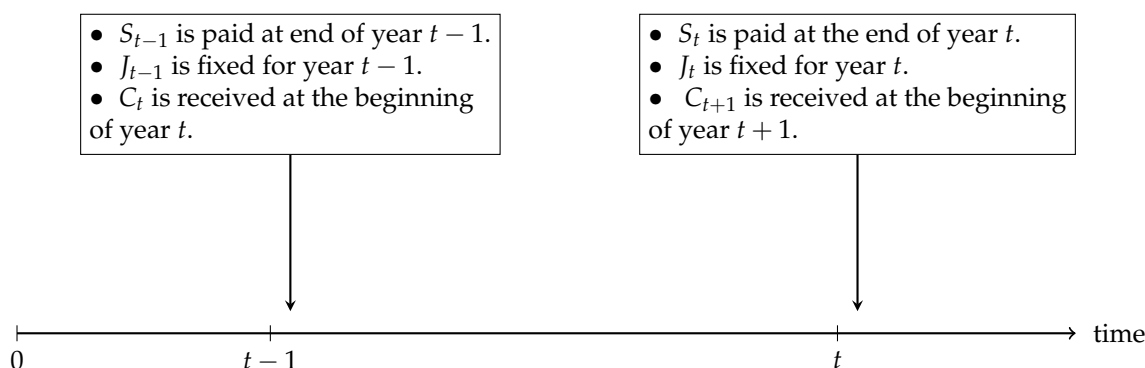 ● S_{t−1} is paid at end of year t − 1.
● J_{t−1} is fixed for year t − 1.
● C_t is received at the beginning
of year t.
● S_t is paid at the end of year t.
● J_t is fixed for year t.
● C_{t+1} is received at the beginning
of year t + 1.
time
0
t − 1
t